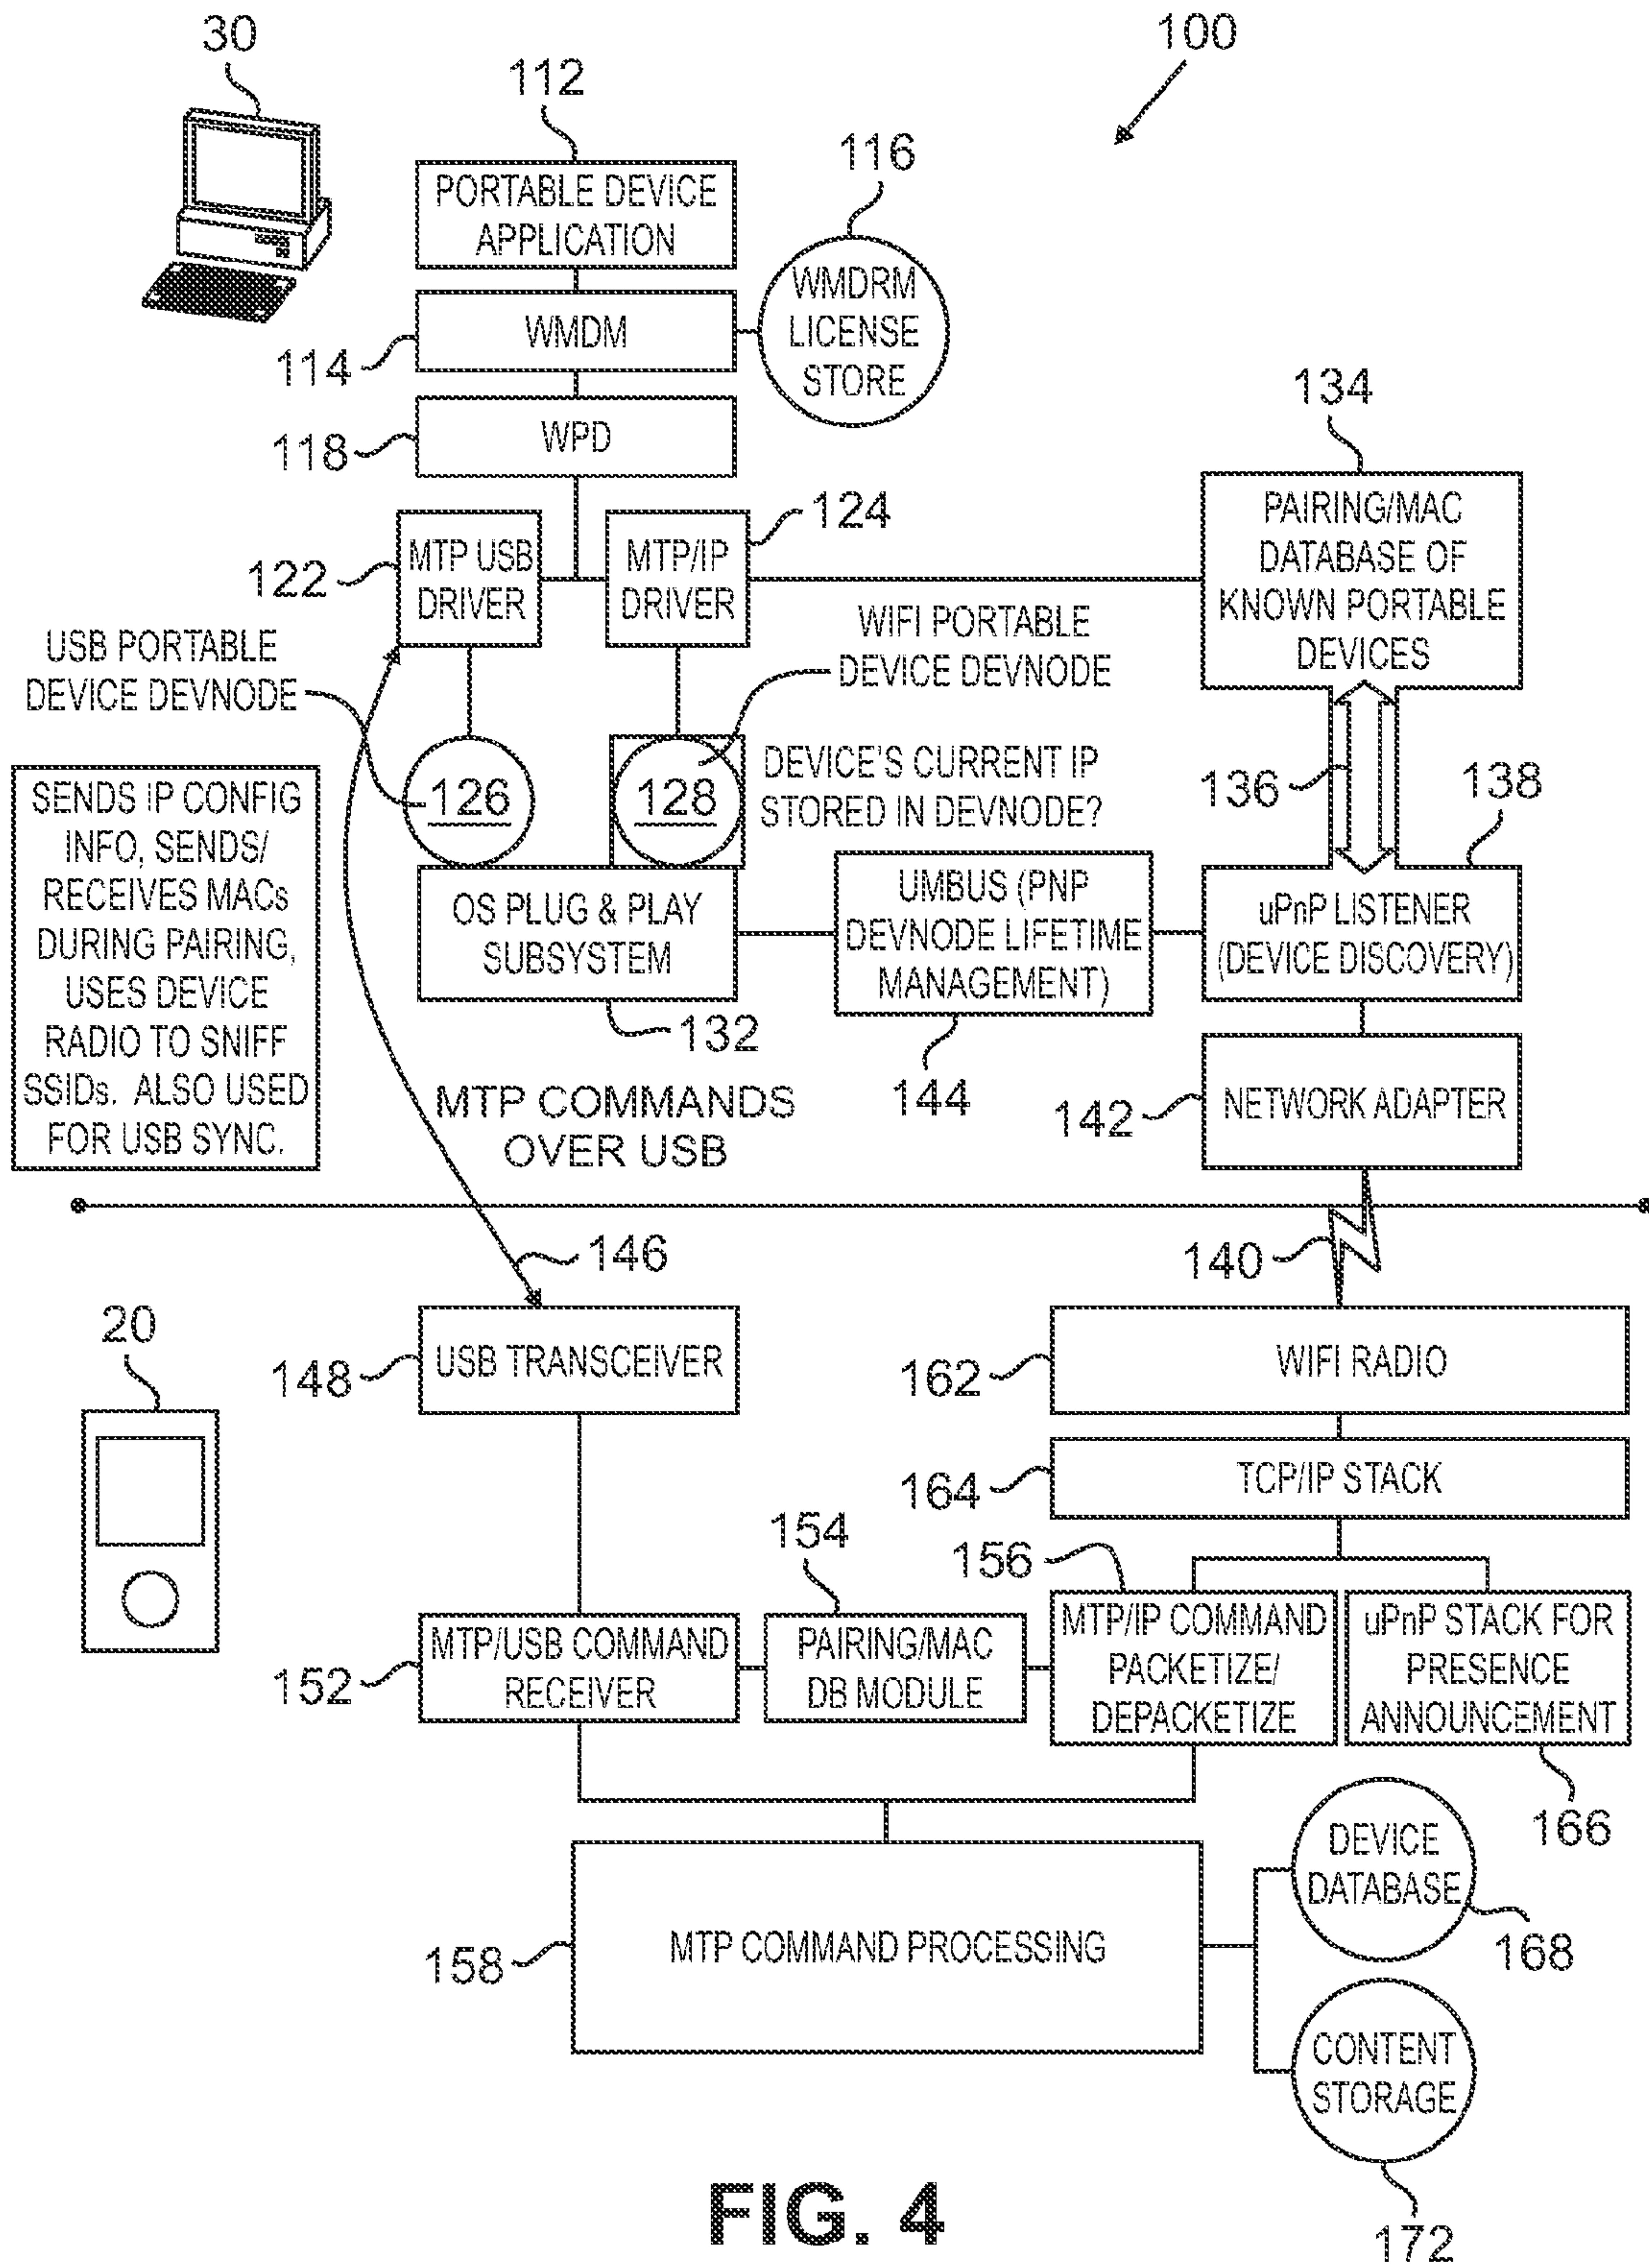 30
100
112
116
PORTABLE DEVICE
APPLICATION
WMDRM
LICENSE
STORE
WMDM
114
134
WPD
118
124
PAIRING/MAC
DATABASE OF
KNOWN PORTABLE
DEVICES
MTP USB
DRIVER
MTP/IP
DRIVER
122
USB PORTABLE
DEVICE DEVNODE
WIFI PORTABLE
DEVICE DEVNODE
126
128
DEVICE'S CURRENT IP
STORED IN DEVNODE?
136
138
SENDS IP CONFIG
INFO, SENDS/
RECEIVES MACs
DURING PAIRING,
USES DEVICE
RADIO TO SNIFF
SSIDs. ALSO USED
FOR USB SYNC.
OS PLUG & PLAY
SUBSYSTEM
UMBUS (PNP
DEVNODE LIFETIME
MANAGEMENT)
uPnP LISTENER
(DEVICE DISCOVERY)
132
144
MTP COMMANDS
OVER USB
142
NETWORK ADAPTER
146
140
20
148
USB TRANSCEIVER
162
WIFI RADIO
164
TCP/IP STACK
154
156
MTP/USB COMMAND
RECEIVER
152
PAIRING/MAC
DB MODULE
MTP/IP COMMAND
PACKETIZE/
DEPACKETIZE
uPnP STACK FOR
PRESENCE
ANNOUNCEMENT
166
DEVICE
DATABASE
168
MTP COMMAND PROCESSING
158
CONTENT
STORAGE
172
FIG. 4